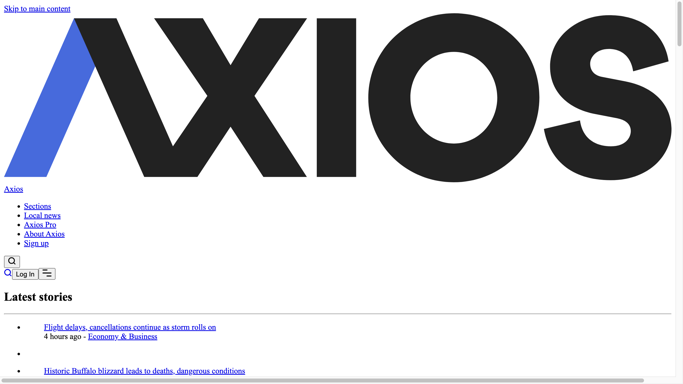 Skip to main content
AXIOS
Axios
Sections
Local news
Axios Pro
About Axios
Sign up
Log In
Latest stories
Flight delays, cancellations continue as storm rolls on
4 hours ago - Economy & Business
Historic Buffalo blizzard leads to deaths, dangerous conditions